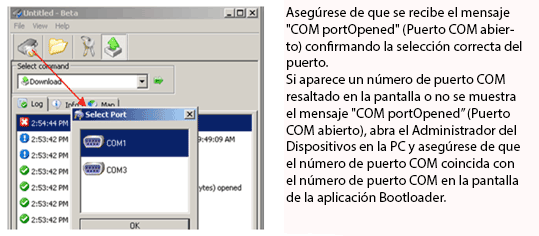 Untitled - Beta
File View Help
Select command
Download
Log Info Map
2:54:44 PM
2:53:42 PM 9:49:09 AM
2:53:42 PM
2:53:42 PM
2:53:42 PM ytes) opened
2:53:42 PM
2:53:42 PM
Select Port
COM1
COM3
OK
Asegúrese de que se recibe el mensaje
"COM portOpened" (Puerto COM abier-
to) confirmando la selección correcta del
puerto.
Si aparece un número de puerto COM
resaltado en la pantalla o no se muestra
el mensaje "COM portOpened” (Puerto
COM abierto), abra el Administrador del
Dispositivos en la PC y asegúrese de que
el número de puerto COM coincida con
el número de puerto COM en la pantalla
de la aplicación Bootloader.